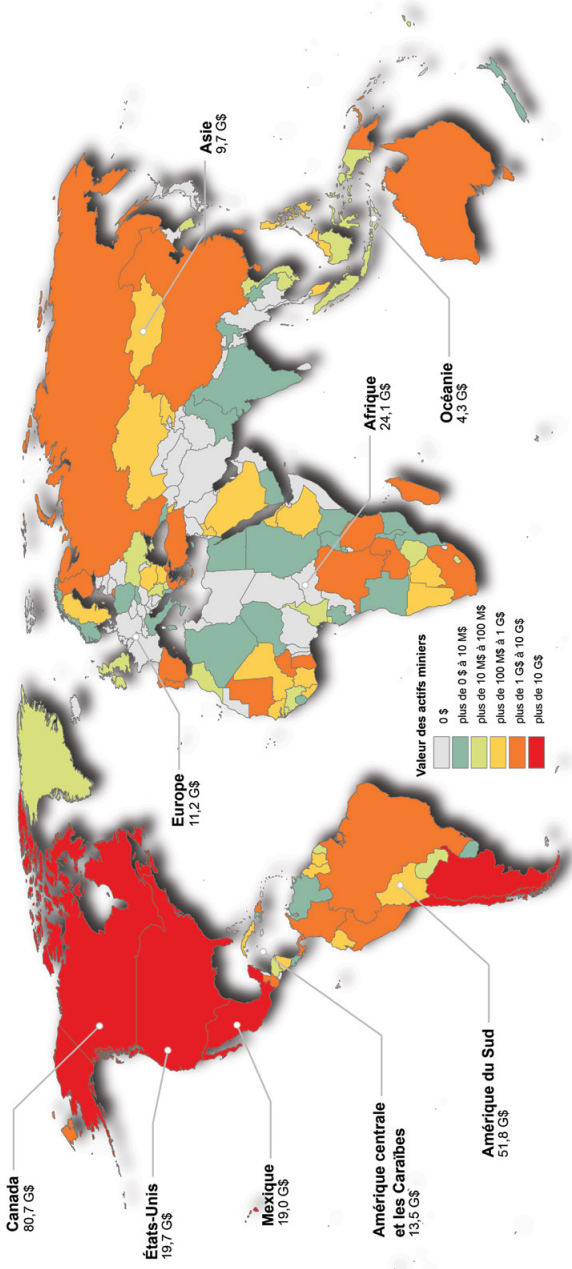 Canada
80,7 G$
États-Unis
19,7 G$
Mexique
19,0 G$
Amérique centrale
et les Caraïbes
13,5 G$
Amérique du Sud
51,8 G$
Europe
11,2 G$
Asie
9,7 G$
Afrique
24,1 G$
Océanie
4,3 G$
Valeur des actifs miniers
0 $
plus de 0 $ à 10 M$
plus de 10 M$ à 100 M$
plus de 100 M$ à 1 G$
plus de 1 G$ à 10 G$
plus de 10 G$